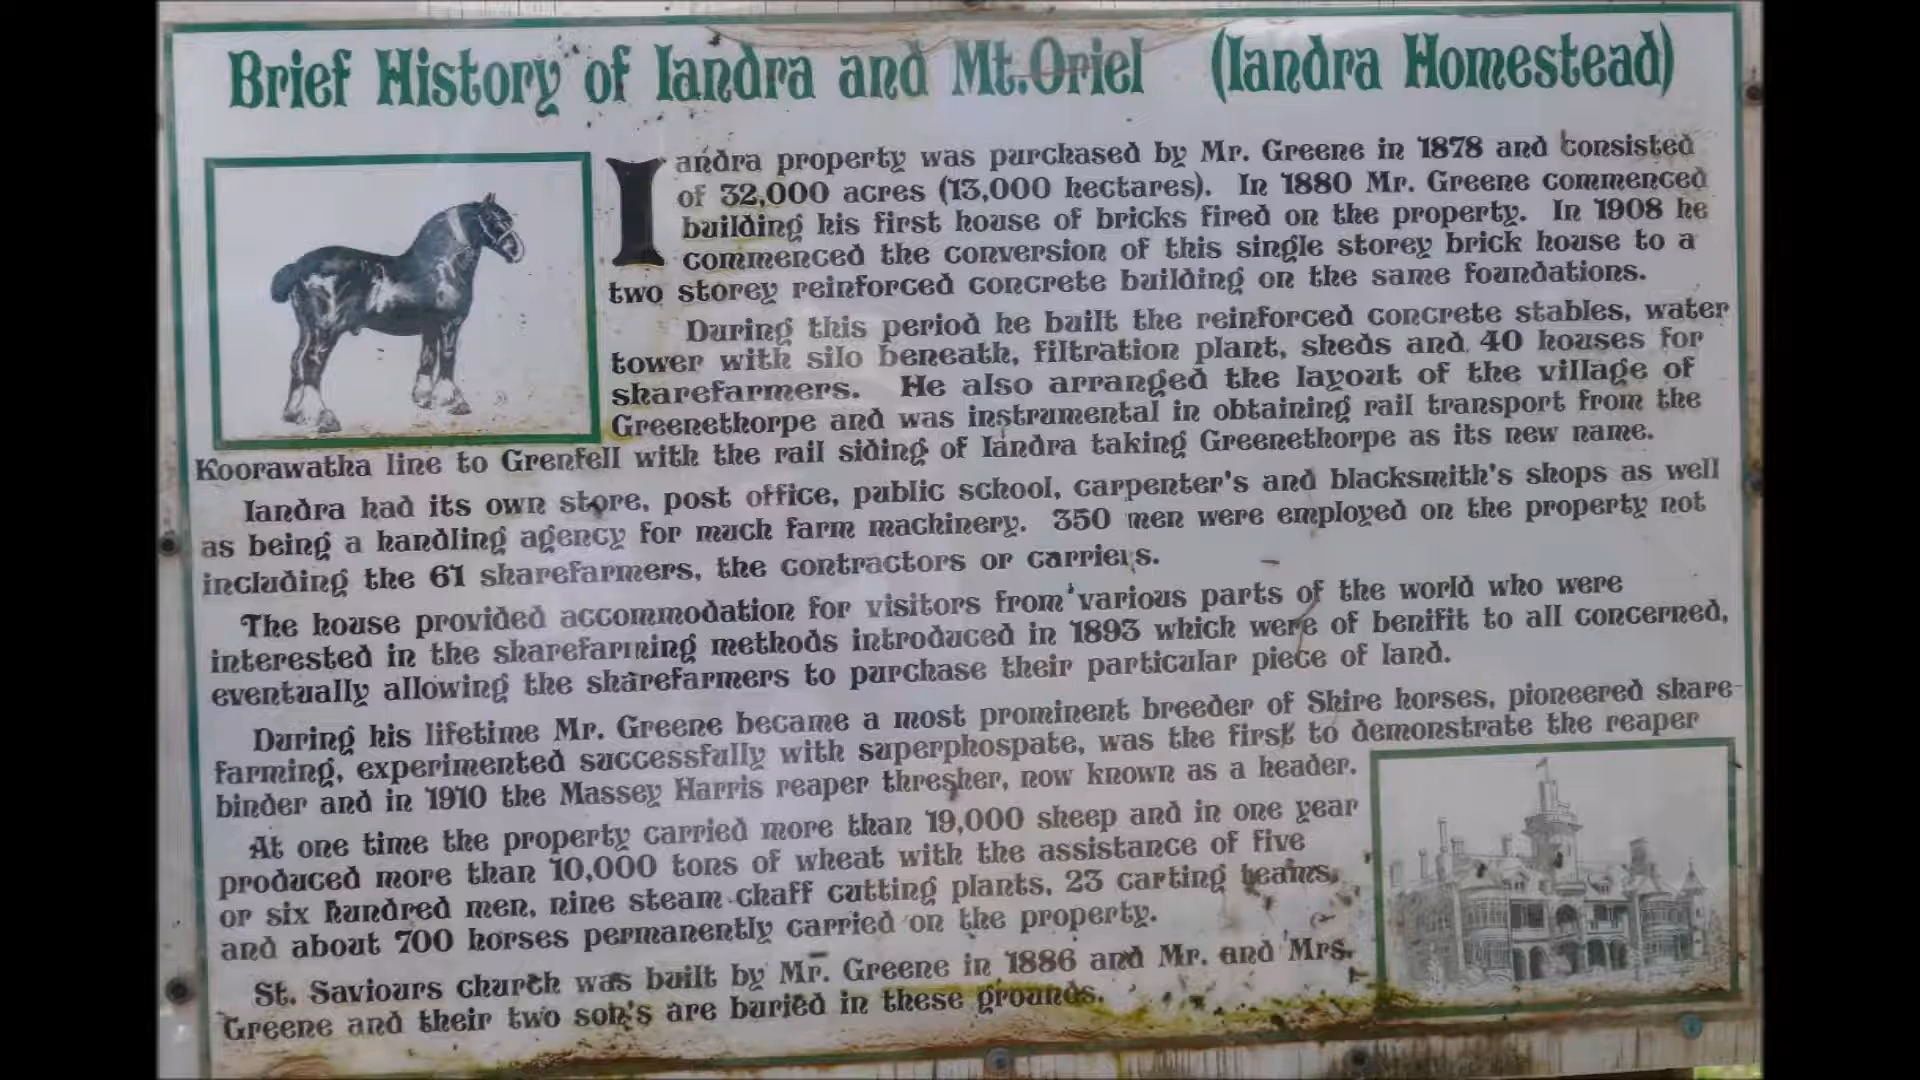 Brief History of Iandra and Mt.Oriel (Iandra Homestead)
Iandra property was purchased by Mr. Greene in 1878 and consisted
of 32,000 acres (13,000 hectares). In 1880 Mr. Greene commenced
building his first house of bricks fired on the property. In 1908 he
commenced the conversion of this single storey brick house to a
two storey reinforced concrete building on the same foundations.
During this period he built the reinforced concrete stables, water
tower with silo beneath, filtration plant, sheds and 40 houses for
sharefarmers. He also arranged the layout of the village of
Greenethorpe and was instrumental in obtaining rail transport from the
Koorawatha line to Grenfell with the rail siding of Iandra taking Greenethorpe as its new name.
Iandra had its own store, post office, public school, carpenter's and blacksmith's shops as well
as being a handling agency for much farm machinery. 350 men were employed on the property not
including the 61 sharefarmers, the contractors or carriers.
The house provided accommodation for visitors from various parts of the world who were
interested in the sharefarming methods introduced in 1893 which were of benifit to all concerned,
eventually allowing the sharefarmers to purchase their particular piece of land.
During his lifetime Mr. Greene became a most prominent breeder of Shire horses, pioneered share-
farming, experimented successfully with superphospate, was the first to demonstrate the reaper
binder and in 1910 the Massey Harris reaper thresher, now known as a header.
At one time the property carried more than 19,000 sheep and in one year
produced more than 10,000 tons of wheat with the assistance of five
or six hundred men, nine steam chaff cutting plants, 23 carting teams,
and about 700 horses permanently carried on the property.
St. Saviours church was built by Mr. Greene in 1886 and Mr. and Mrs.
Greene and their two son's are buried in these grounds.